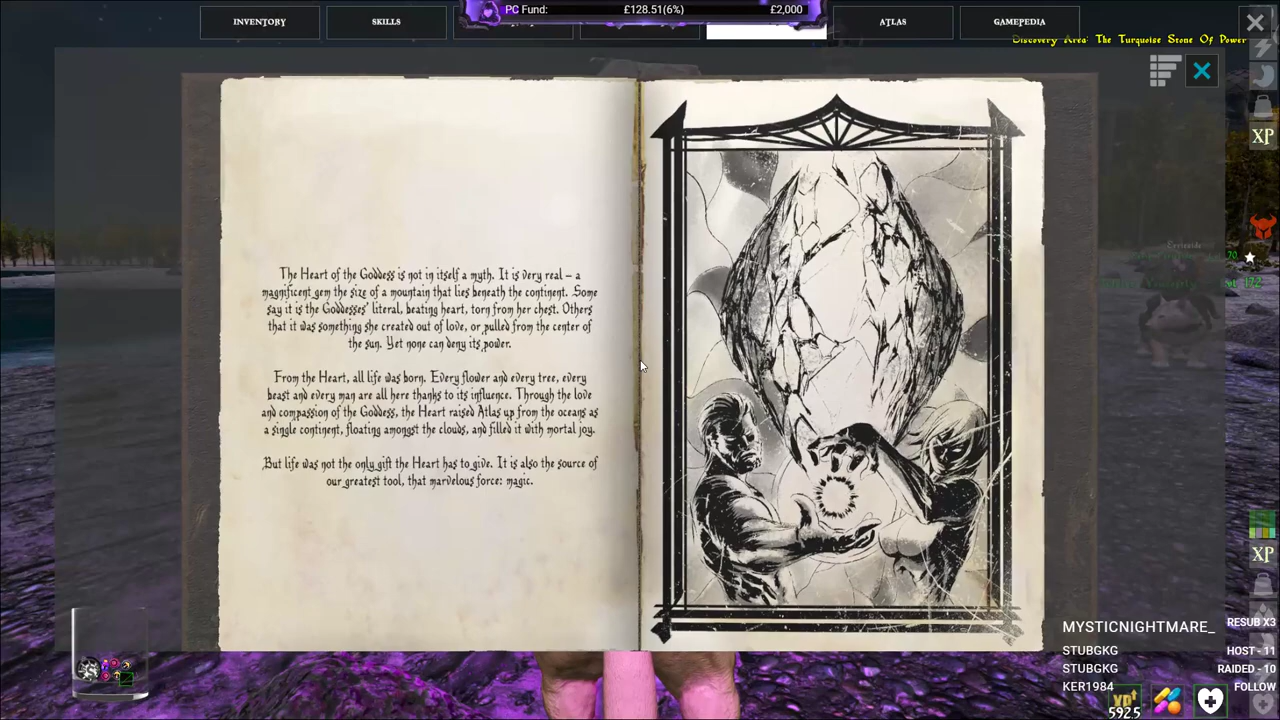 PC Fund: £128.51(6%) £2,000
INVENTORY SKILLS ATLAS GAMEPEDIA
Discovery Area: The Turquoise Stone Of Power
XP
The Heart of the Goddess is not in itself a myth. It is very real – a
magnificent gem the size of a mountain that lies beneath the continent. Some
say it is the Goddesses' literal, beating heart, torn from her chest. Others
that it was something she created out of love, or pulled from the center of
the sun. Yet none can deny its power.
From the Heart, all life was born. Every flower and every tree, every
beast and every man are all here thanks to its influence. Through the love
and compassion of the Goddess, the Heart raised Atlas up from the oceans as
a single continent, floating amongst the clouds, and filled it with mortal joy.
But life was not the only gift the Heart has to give. It is also the source of
our greatest tool, that marvelous force: magic.
XP
MYSTICNIGHTMARE_ RESUB X3
STUBGKG HOST - 11
STUBGKG RAIDED - 10
KER1984 FOLLOW
XP
5925